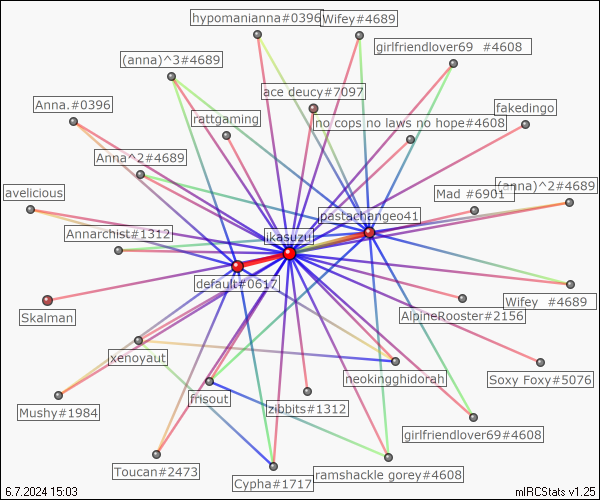 hypomanianna#0396
Wifey#4689
girlfriendlover69 #4608
(anna)^3#4689
ace deucy#7097
Anna.#0396
rattgaming
no cops no laws no hope#4608
fakedingo
Anna^2#4689
avelicious
Mad #6901
(anna)^2#4689
pastachangeo41
Annarchist#1312
ikasuzu
default#0617
Skalman
AlpineRooster#2156
Wifey #4689
xenoyaut
neokingghidorah
Soxy Foxy#5076
Mushy#1984
frisout
zibbits#1312
girlfriendlover69#4608
Toucan#2473
Cypha#1717
ramshackle gorey#4608
6.7.2024 15:03
mIRCStats v1.25